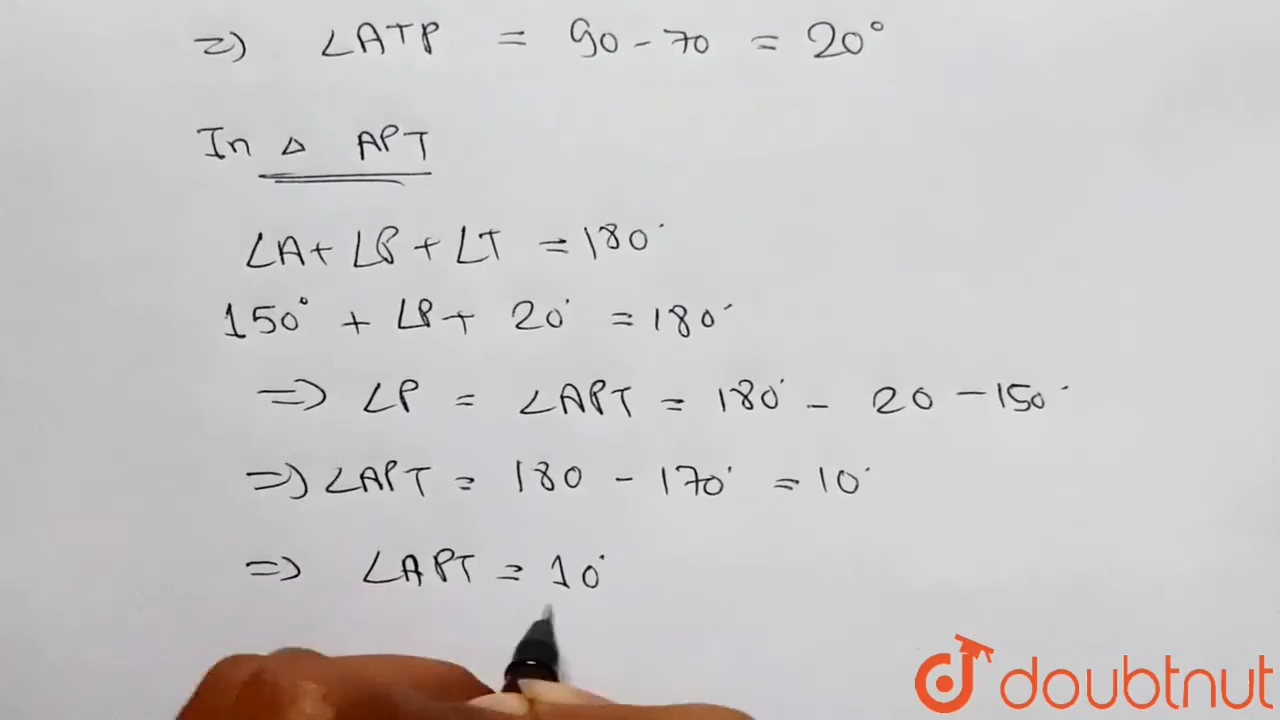 =) ∠ATP = 90 - 70 = 20°
In △ APT
∠A + ∠P + ∠T = 180°
150° + ∠P + 20° = 180°
=> ∠P = ∠APT = 180° - 20 - 150°
=) ∠APT = 180 - 170° = 10°
=> ∠APT = 10°
doubtnut